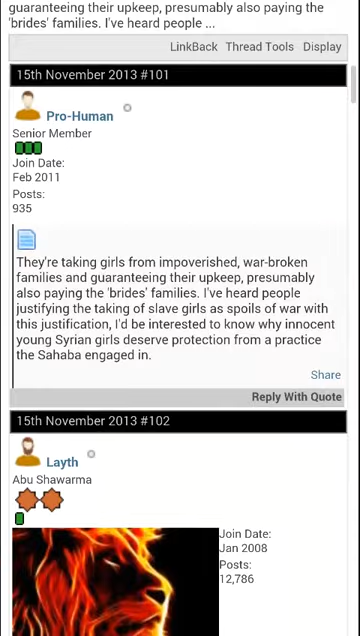 guaranteeing their upkeep, presumably also paying the
'brides' families. I've heard people ...
LinkBack Thread Tools Display
15th November 2013 #101
Pro-Human
Senior Member
Join Date:
Feb 2011
Posts:
935
They're taking girls from impoverished, war-broken
families and guaranteeing their upkeep, presumably
also paying the 'brides' families. I've heard people
justifying the taking of slave girls as spoils of war with
this justification, I'd be interested to know why innocent
young Syrian girls deserve protection from a practice
the Sahaba engaged in.
Share
Reply With Quote
15th November 2013 #102
Layth
Abu Shawarma
Join Date:
Jan 2008
Posts:
12,786